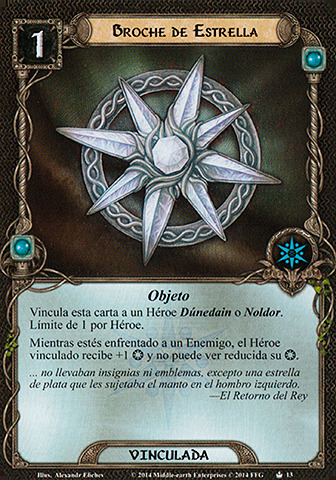 1
BROCHE DE ESTRELLA
Objeto
Vincula esta carta a un Héroe Dúnedain o Noldor.
Límite de 1 por Héroe.
Mientras estés enfrentado a un Enemigo, el Héroe
vinculado recibe +1 y no puede ver reducida su .
... no llevaban insignias ni emblemas, excepto una estrella
de plata que les sujetaba el manto en el hombro izquierdo.
—El Retorno del Rey
VINCULADA
Illus. Alexandr Elichev
© 2014 Middle-earth Enterprises © 2014 FFG
13